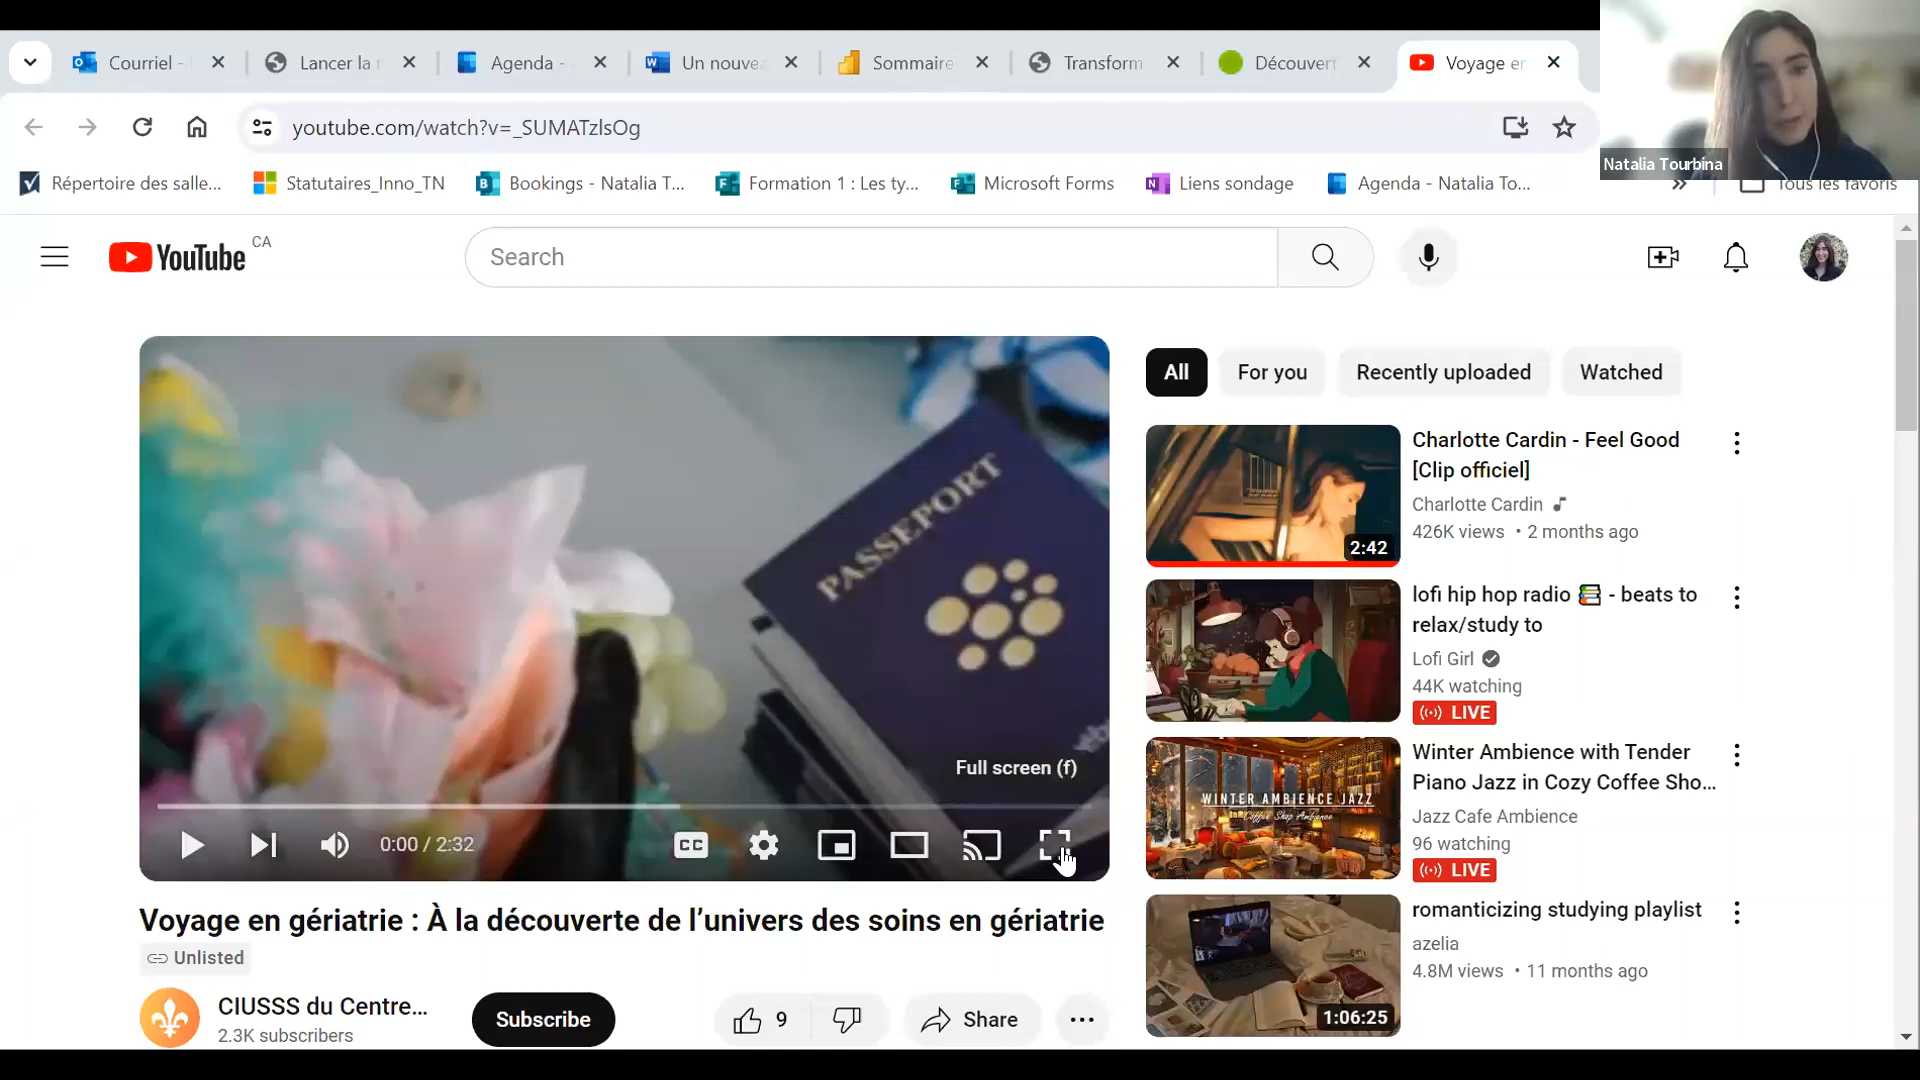 Courriel -
Lancer la r
Agenda -
Un nouve
Sommaire
Transform
Découver
Voyage en
youtube.com/watch?v=_SUMATzlsOg
Natalia Tourbina
Répertoire des salle...
Statutaires_Inno_TN
Bookings - Natalia T...
Formation 1 : Les ty...
Microsoft Forms
Liens sondage
Agenda - Natalia To...
Tous les favoris
YouTube CA
Search
All
For you
Recently uploaded
Watched
PASSEPORT
Full screen (f)
0:00 / 2:32
CC
Voyage en gériatrie : À la découverte de l’univers des soins en gériatrie
Unlisted
CIUSSS du Centre...
2.3K subscribers
Subscribe
9
Share
Charlotte Cardin - Feel Good
[Clip officiel]
Charlotte Cardin
426K views • 2 months ago
2:42
lofi hip hop radio 📚 - beats to
relax/study to
Lofi Girl
44K watching
LIVE
WINTER AMBIENCE JAZZ
Coffee Shop Ambience
Winter Ambience with Tender
Piano Jazz in Cozy Coffee Sho...
Jazz Cafe Ambience
96 watching
LIVE
romanticizing studying playlist
azelia
4.8M views • 11 months ago
1:06:25